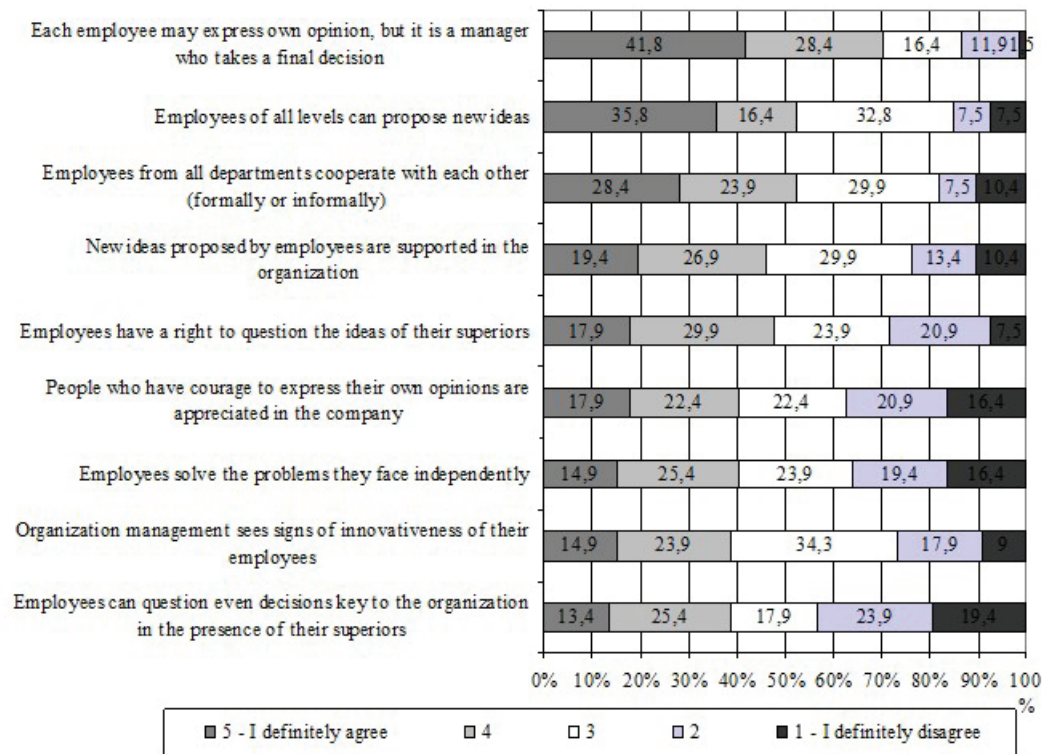 Each employee may express own opinion, but it is a manager
who takes a final decision
41,8 28,4 16,4 11,9 1,5
Employees of all levels can propose new ideas
35,8 16,4 32,8 7,5 7,5
Employees from all departments cooperate with each other
(formally or informally)
28,4 23,9 29,9 7,5 10,4
New ideas proposed by employees are supported in the
organization
19,4 26,9 29,9 13,4 10,4
Employees have a right to question the ideas of their superiors
17,9 29,9 23,9 20,9 7,5
People who have courage to express their own opinions are
appreciated in the company
17,9 22,4 22,4 20,9 16,4
Employees solve the problems they face independently
14,9 25,4 23,9 19,4 16,4
Organization management sees signs of innovativeness of their
employees
14,9 23,9 34,3 17,9 9
Employees can question even decisions key to the organization
in the presence of their superiors
13,4 25,4 17,9 23,9 19,4
0% 10% 20% 30% 40% 50% 60% 70% 80% 90% 100
%
5 - I definitely agree 4 3 2 1 - I definitely disagree